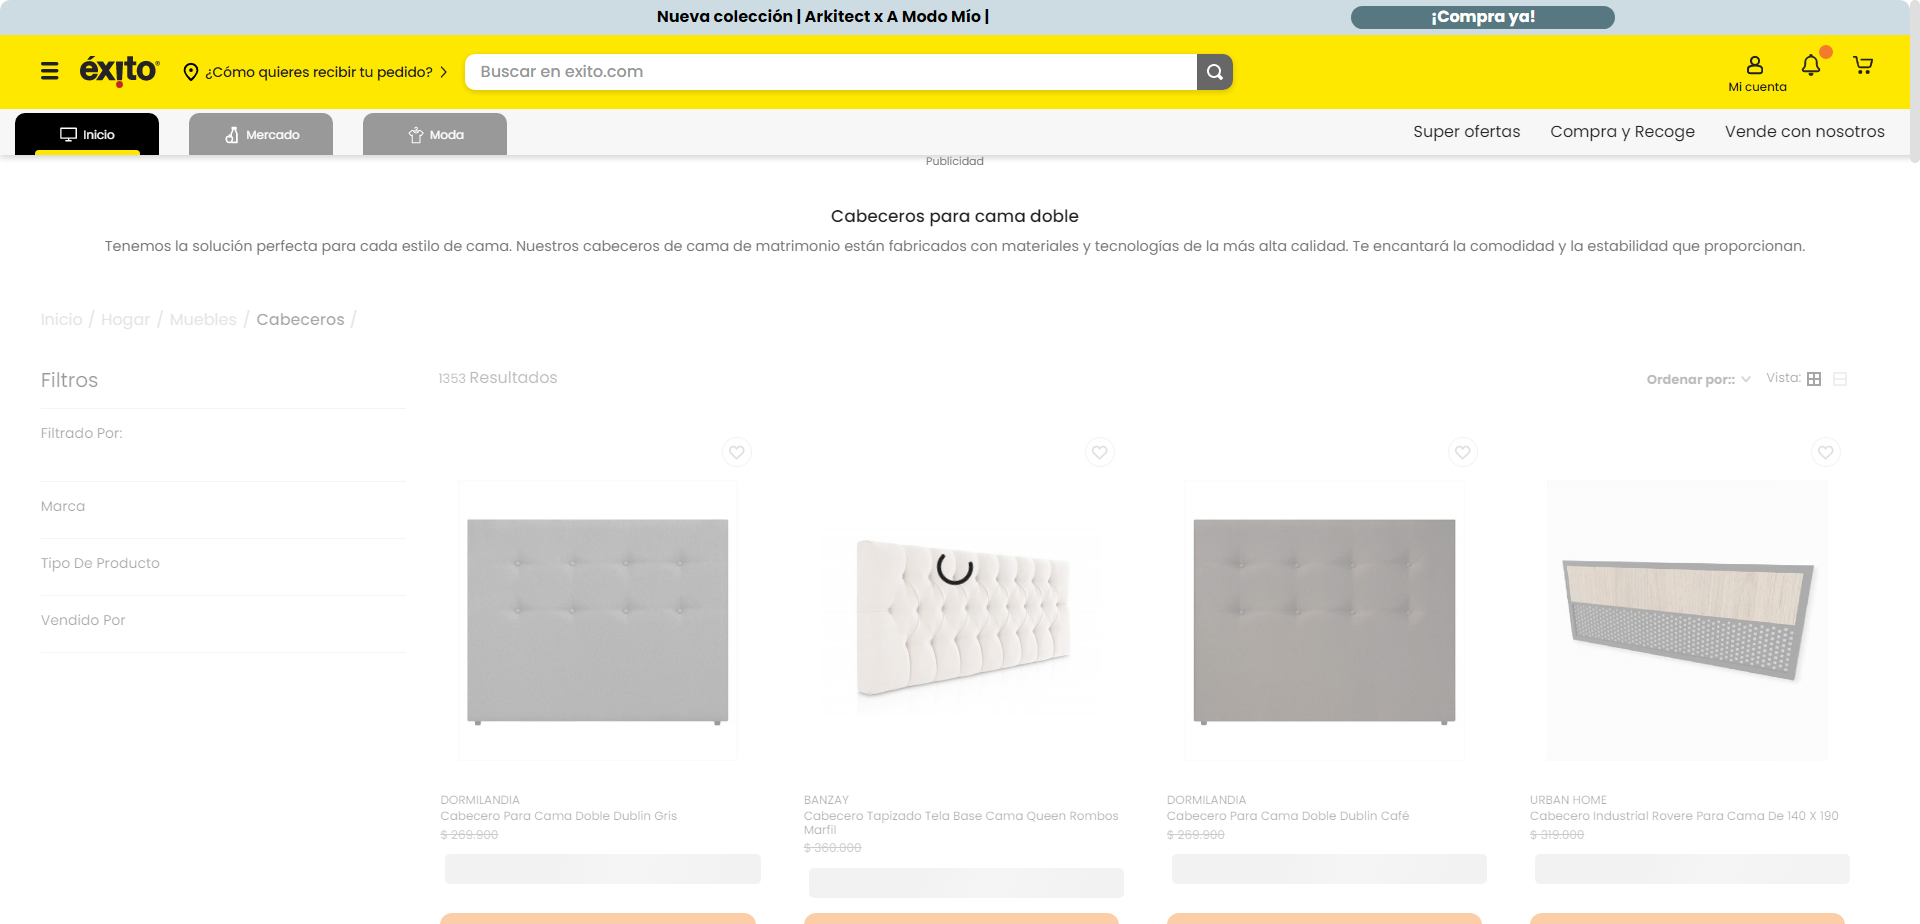 Nueva colección | Arkitect x A Modo Mío |
¡Compra ya!
éxito
¿Cómo quieres recibir tu pedido?
Buscar en exito.com
Mi cuenta
Inicio
Mercado
Moda
Super ofertas
Compra y Recoge
Vende con nosotros
Publicidad
Cabeceros para cama doble
Tenemos la solución perfecta para cada estilo de cama. Nuestros cabeceros de cama de matrimonio están fabricados con materiales y tecnologías de la más alta calidad. Te encantará la comodidad y la estabilidad que proporcionan.
Inicio / Hogar / Muebles / Cabeceros /
Filtros
1353 Resultados
Ordenar por::
Vista:
Filtrado Por:
Marca
Tipo De Producto
Vendido Por
DORMILANDIA
Cabecero Para Cama Doble Dublin Gris
$ 269.900
BANZAY
Cabecero Tapizado Tela Base Cama Queen Rombos
Marfil
$ 360.000
DORMILANDIA
Cabecero Para Cama Doble Dublin Café
$ 269.900
URBAN HOME
Cabecero Industrial Rovere Para Cama De 140 X 190
$ 319.000